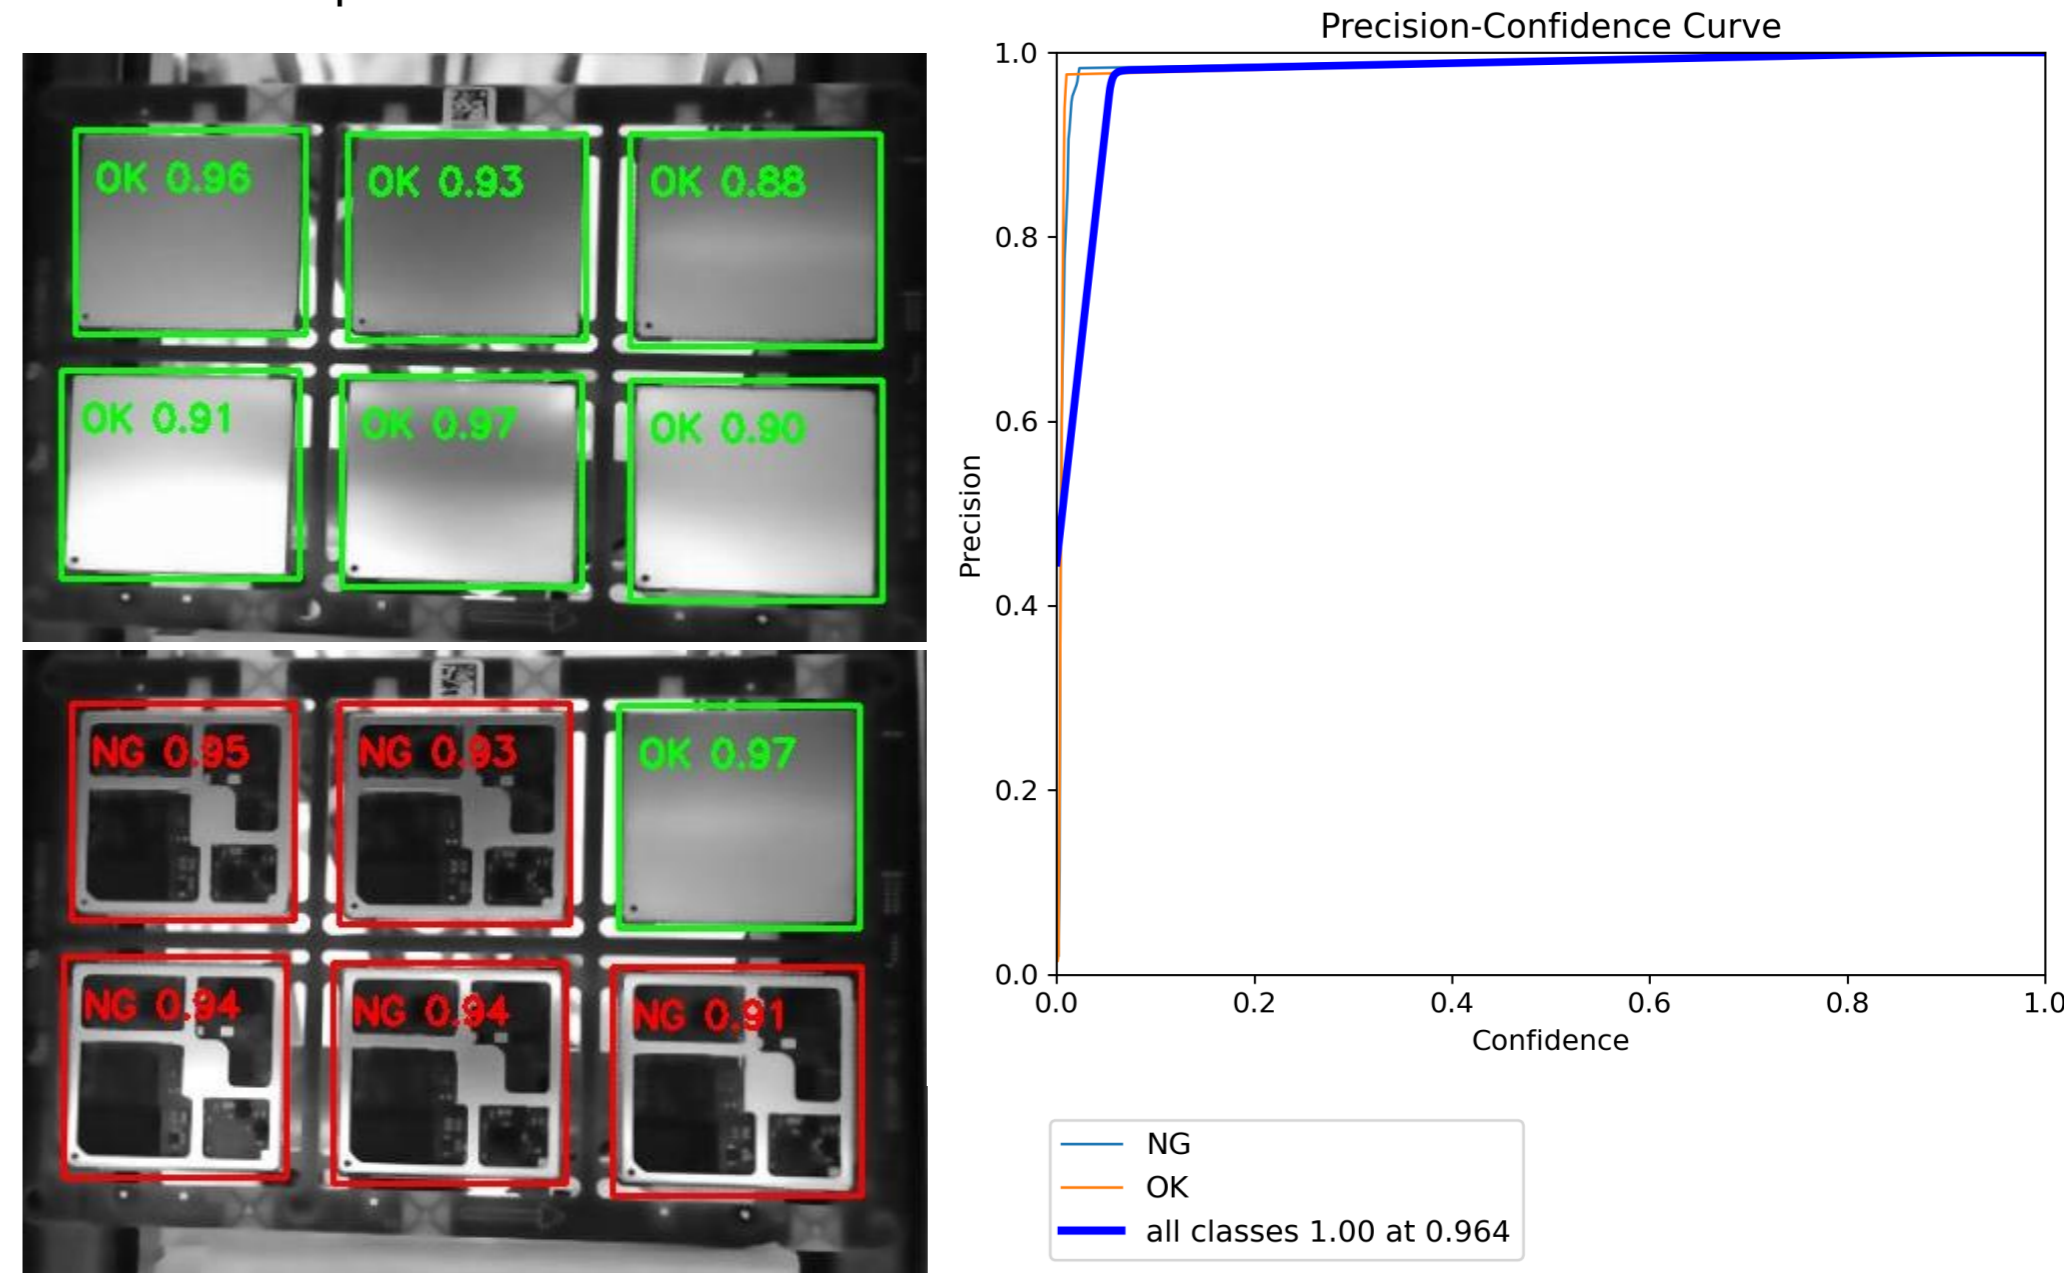 OK 0.96
OK 0.93
OK 0.88
OK 0.91
OK 0.97
OK 0.90
NG 0.95
NG 0.93
OK 0.97
NG 0.94
NG 0.94
NG 0.91
Precision-Confidence Curve
1.0
0.8
0.6
0.4
0.2
0.0
Precision
0.0 0.2 0.4 0.6 0.8 1.0
Confidence
NG
OK
all classes 1.00 at 0.964